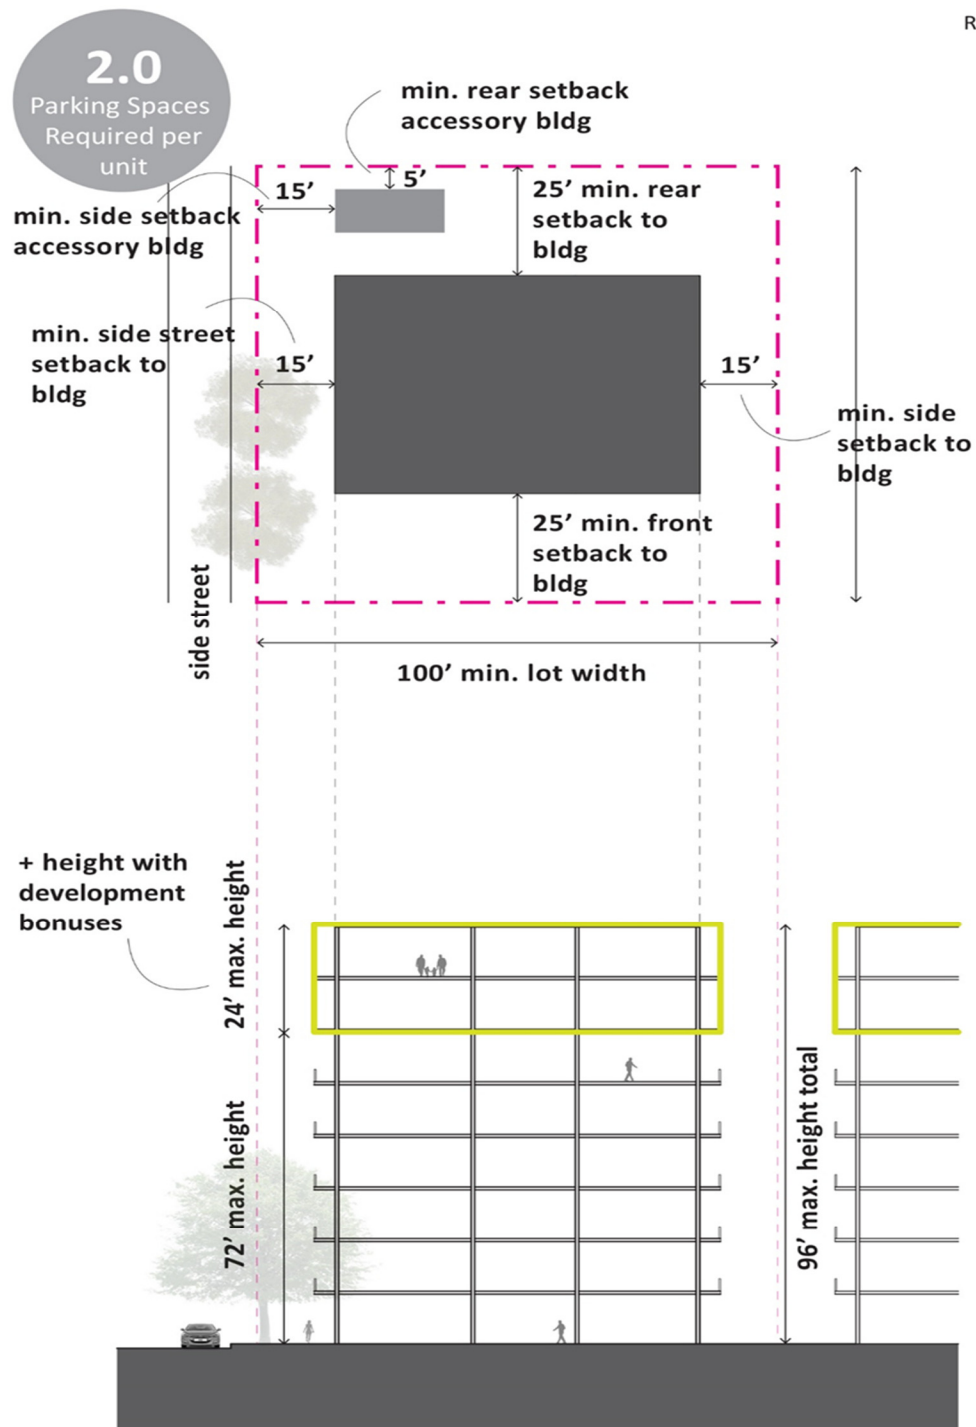 R
2.0
Parking Spaces
Required per
unit
min. rear setback
accessory bldg
5’
15’
min. side setback
accessory bldg
25’ min. rear
setback to
bldg
min. side street
setback to
bldg
15’
15’
min. side
setback to
bldg
25’ min. front
setback to
bldg
side street
100’ min. lot width
+ height with
development
bonuses
24’ max. height
72’ max. height
96’ max. height total